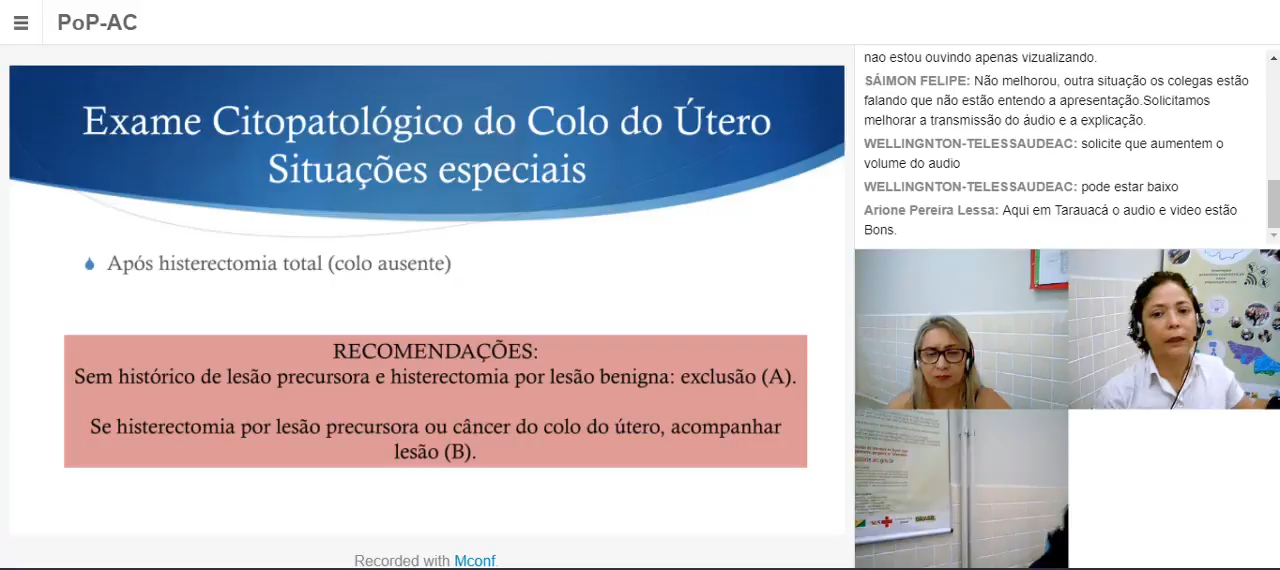 PoP-AC
Exame Citopatológico do Colo do Útero
Situações especiais
Após histerectomia total (colo ausente)
RECOMENDAÇÕES:
Sem histórico de lesão precursora e histerectomia por lesão benigna: exclusão (A).
Se histerectomia por lesão precursora ou câncer do colo do útero, acompanhar
lesão (B).
Recorded with Mconf.
nao estou ouvindo apenas vizualizando.
SÁIMON FELIPE: Não melhorou, outra situação os colegas estão
falando que não estão entendo a apresentação.Solicitamos
melhorar a transmissão do áudio e a explicação.
WELLINGNTON-TELESSAUDEAC: solicite que aumentem o
volume do audio
WELLINGNTON-TELESSAUDEAC: pode estar baixo
Arione Pereira Lessa: Aqui em Tarauacá o audio e video estão
Bons.